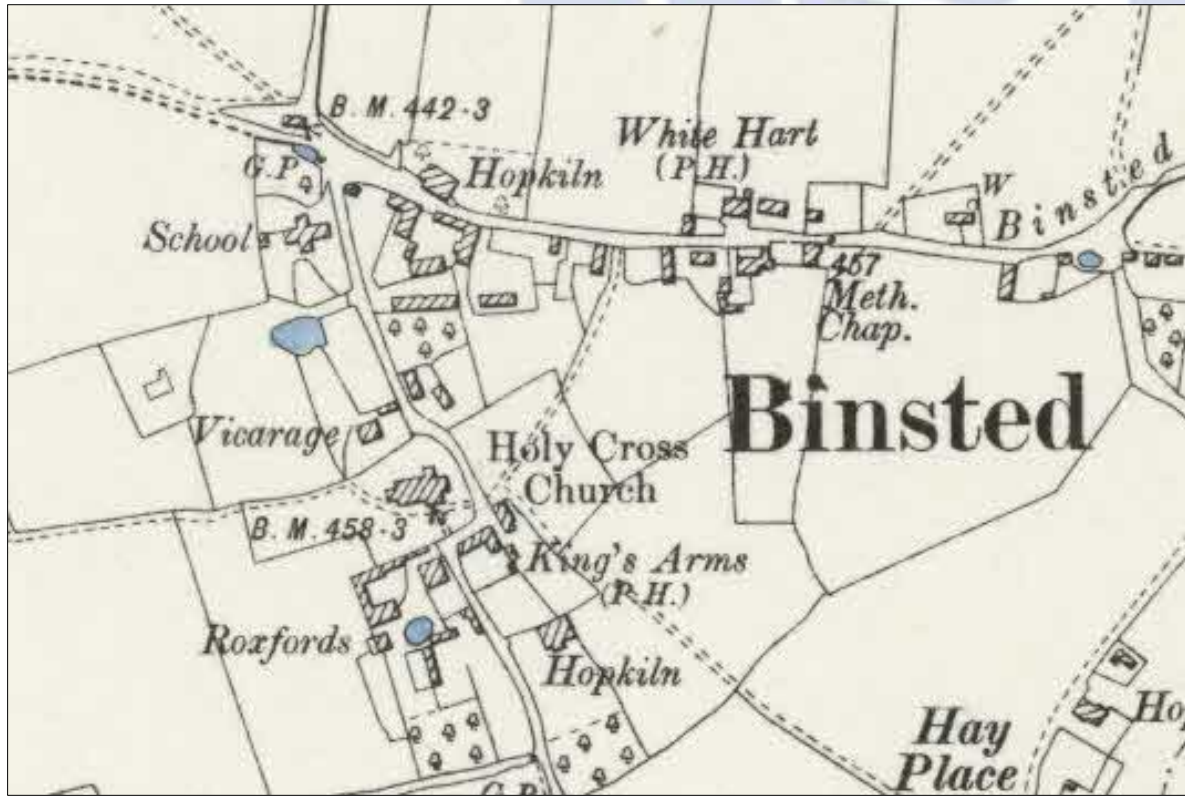 B.M. 442·3
G.P
Hopkiln
White Hart
(P.H.)
W
Binsted
School
457
Meth.
Chap.
Binsted
Vicarage
Holy Cross
Church
B.M. 458·3
King's Arms
(P.H.)
Roxfords
Hopkiln
Hay
Place
Ho
G.P